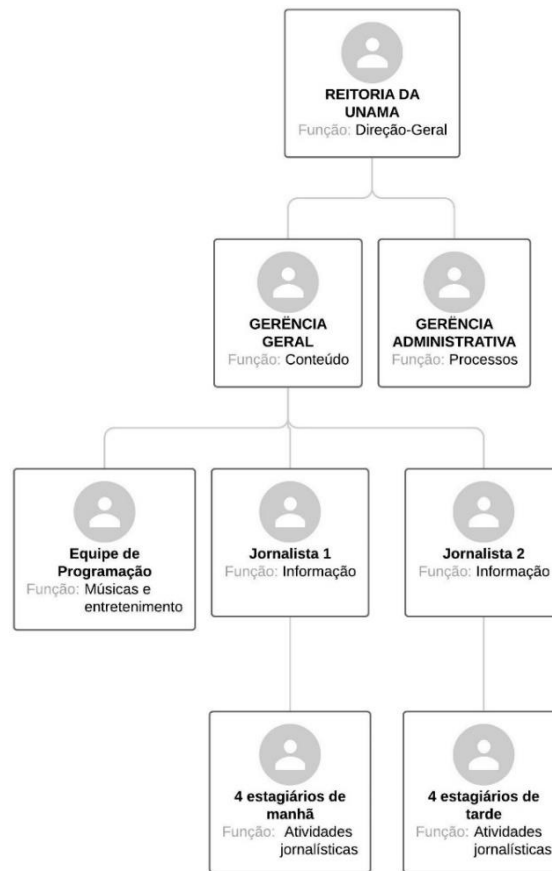 REITORIA DA
UNAMA
Função: Direção-Geral
GERËNCIA
GERAL
Função: Conteúdo
GERËNCIA
ADMINISTRATIVA
Função: Processos
Equipe de
Programação
Função: Músicas e
entretenimento
Jornalista 1
Função: Informação
Jornalista 2
Função: Informação
4 estagiários de
manhã
Função: Atividades
jornalísticas
4 estagiários de
tarde
Função: Atividades
jornalísticas